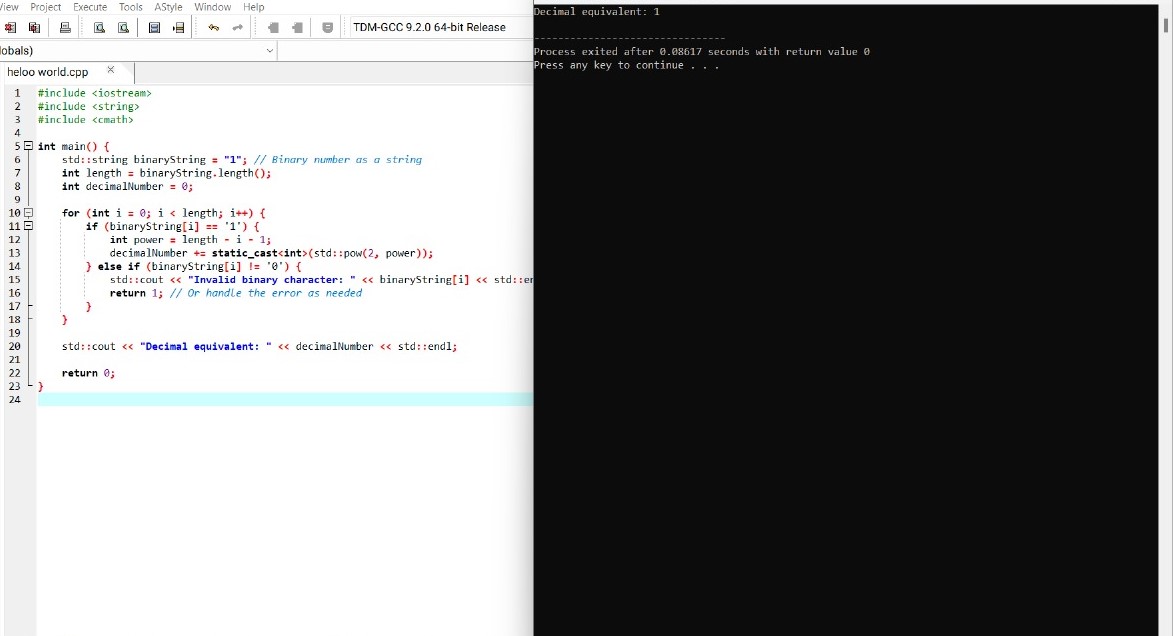 View Project Execute Tools AStyle Window Help
TDM-GCC 9.2.0 64-bit Release
lobals)
heloo world.cpp
1 #include <iostream>
2 #include <string>
3 #include <cmath>
4
5 int main() {
6 std::string binaryString = "1"; // Binary number as a string
7 int length = binaryString.length();
8 int decimalNumber = 0;
9
10 for (int i = 0; i < length; i++) {
11 if (binaryString[i] == '1') {
12 int power = length - i - 1;
13 decimalNumber += static_cast<int>(std::pow(2, power));
14 } else if (binaryString[i] != '0') {
15 std::cout << "Invalid binary character: " << binaryString[i] << std::en
16 return 1; // Or handle the error as needed
17 }
18 }
19
20 std::cout << "Decimal equivalent: " << decimalNumber << std::endl;
21
22 return 0;
23 }
24
Decimal equivalent: 1
--------------------------------
Process exited after 0.08617 seconds with return value 0
Press any key to continue . . .